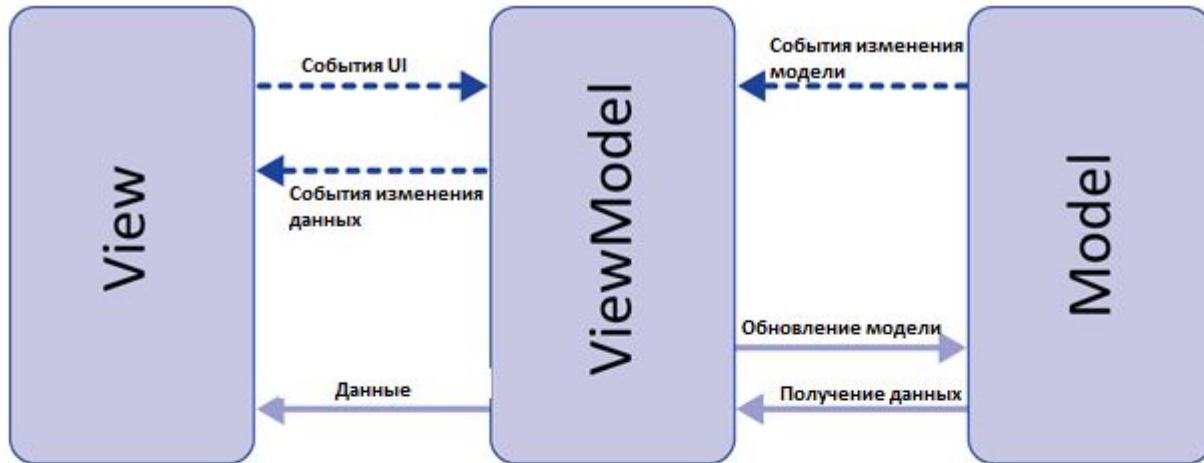 View
События UI
События изменения
данных
Данные
ViewModel
События изменения
модели
Обновление модели
Получение данных
Model